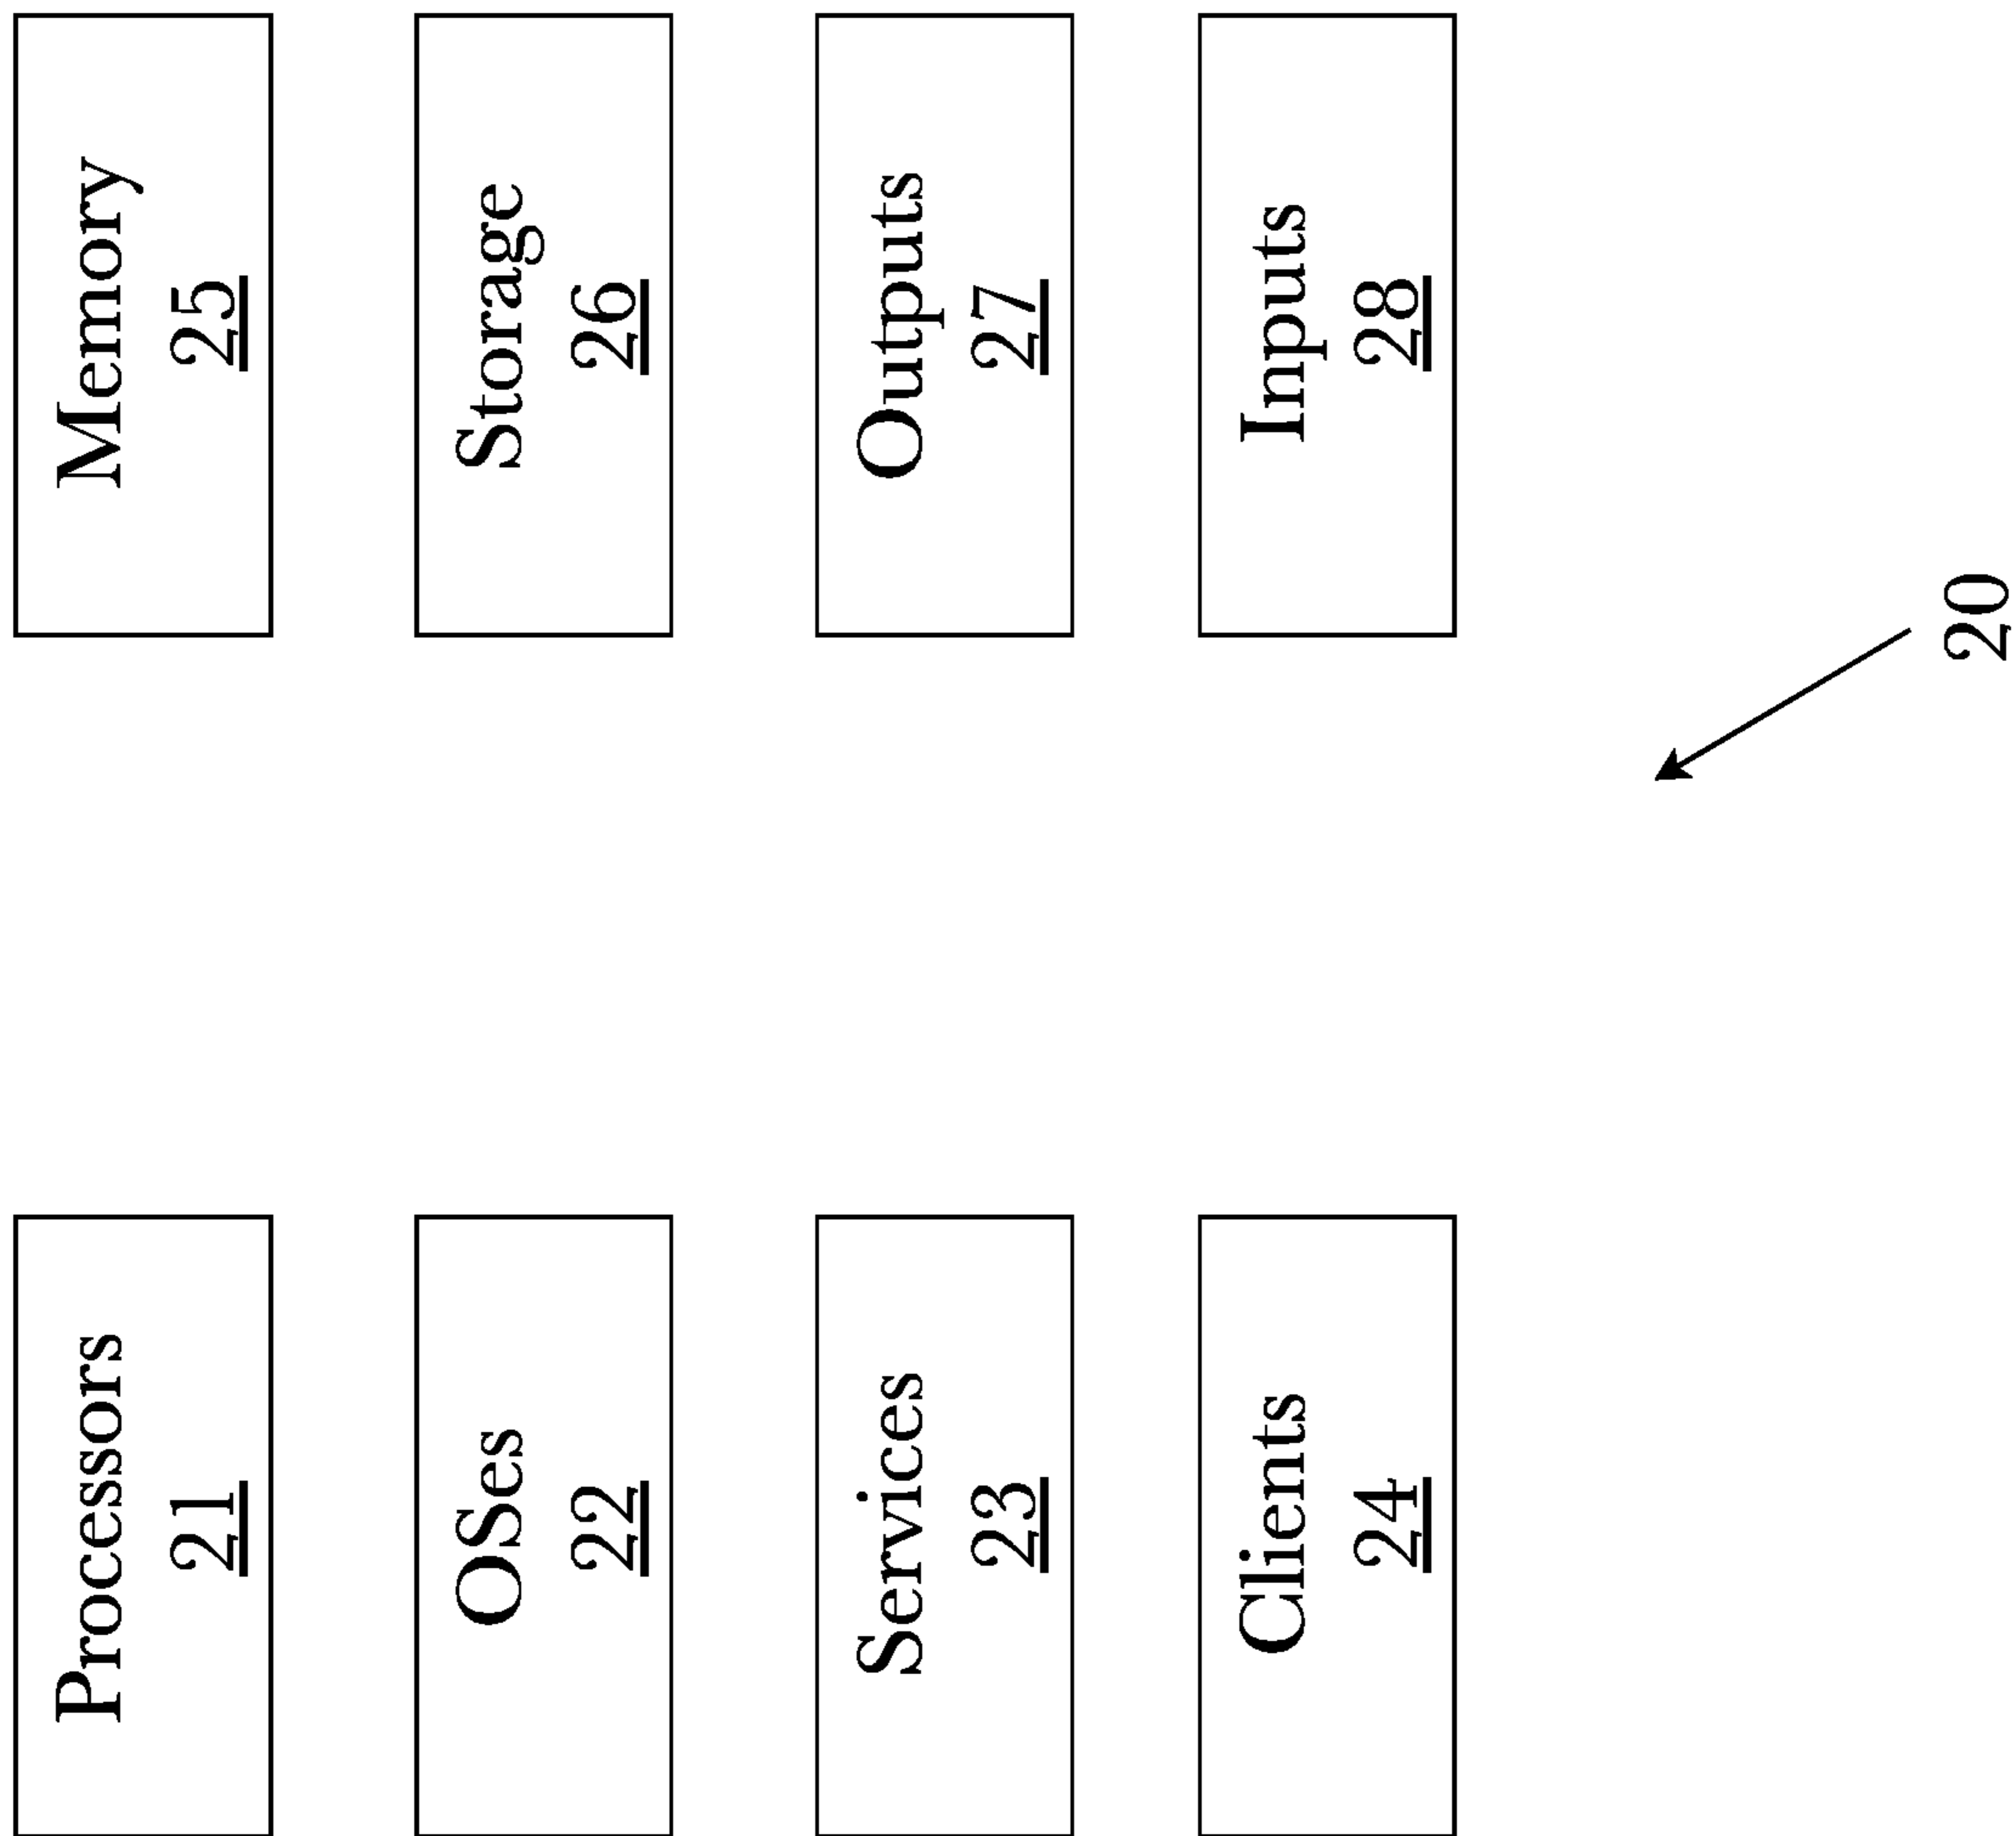 Processors
21
Memory
25
OSes
22
Storage
26
Services
23
Outputs
27
Clients
24
Inputs
28
20